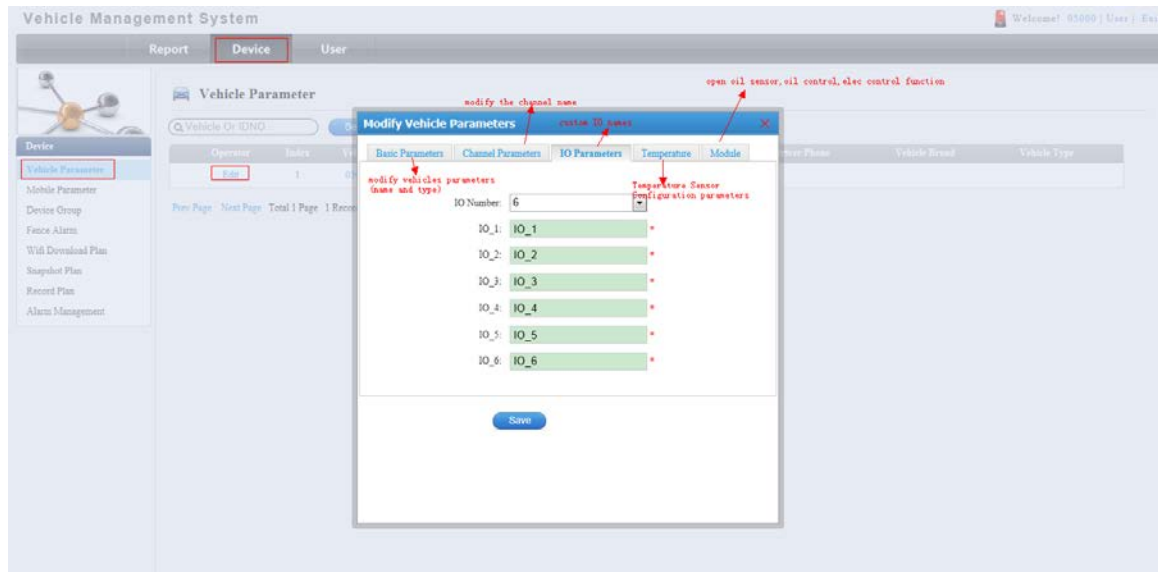 Vehicle Management System
Welcome! 05000 | User |
Report Device User
open oil sensor, oil control, elec control function
Vehicle Parameter
modify the channel name
Vehicle Or IDNO
Modify Vehicle Parameters
custom IO names
Device
Operator Index
Phone Vehicle Brand Vehicle Type
Basic Parameters Channel Parameters IO Parameters Temperature Module
Vehicle Parameter
Edit 1
modify vehicles parameters
(name and type)
Temparature Sensor
Configuration parameters
Mobile Parameter
Device Group
Prev Page Next Page Total 1 Page 1
IO Number: 6
Fence Alarm
IO_1: IO_1 *
Wifi Download Plan
IO_2: IO_2 *
Snapshot Plan
IO_3: IO_3 *
Record Plan
IO_4: IO_4 *
Alarm Management
IO_5: IO_5 *
IO_6: IO_6 *
Save